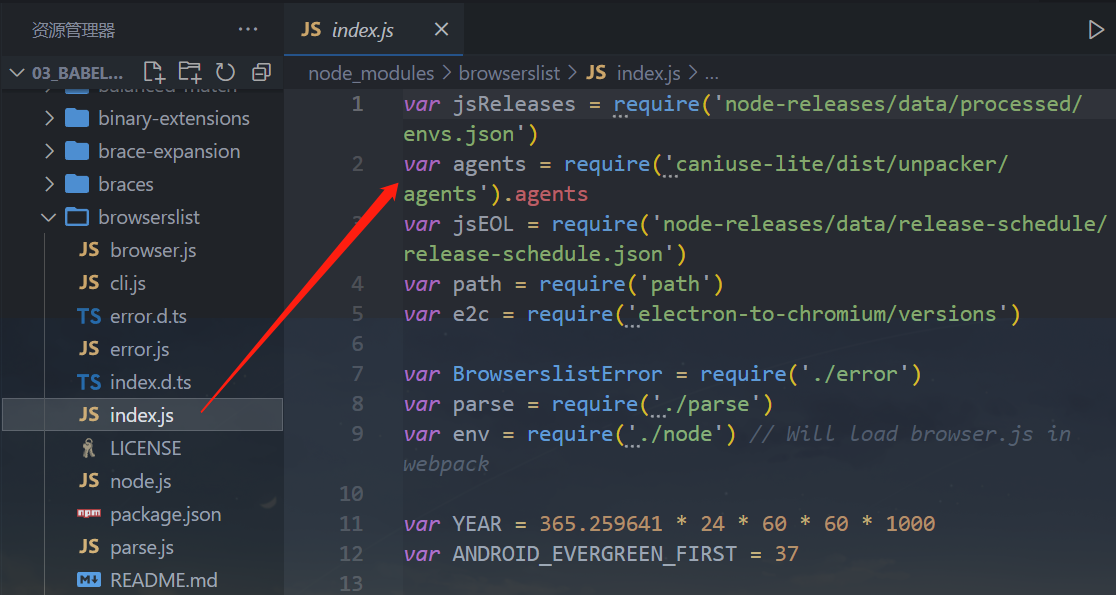 资源管理器
03_BABEL...
balanced-match
binary-extensions
brace-expansion
braces
browserslist
JS browser.js
JS cli.js
TS error.d.ts
JS error.js
TS index.d.ts
JS index.js
LICENSE
JS node.js
npm package.json
JS parse.js
M README.md
JS index.js
node_modules > browserslist > JS index.js > ...
1 var jsReleases = require('node-releases/data/processed/
envs.json')
2 var agents = require('caniuse-lite/dist/unpacker/
agents').agents
3 var jsEOL = require('node-releases/data/release-schedule/
release-schedule.json')
4 var path = require('path')
5 var e2c = require('electron-to-chromium/versions')
6
7 var BrowserslistError = require('./error')
8 var parse = require('./parse')
9 var env = require('./node') // Will load browser.js in
webpack
10
11 var YEAR = 365.259641 * 24 * 60 * 60 * 1000
12 var ANDROID_EVERGREEN_FIRST = 37
13